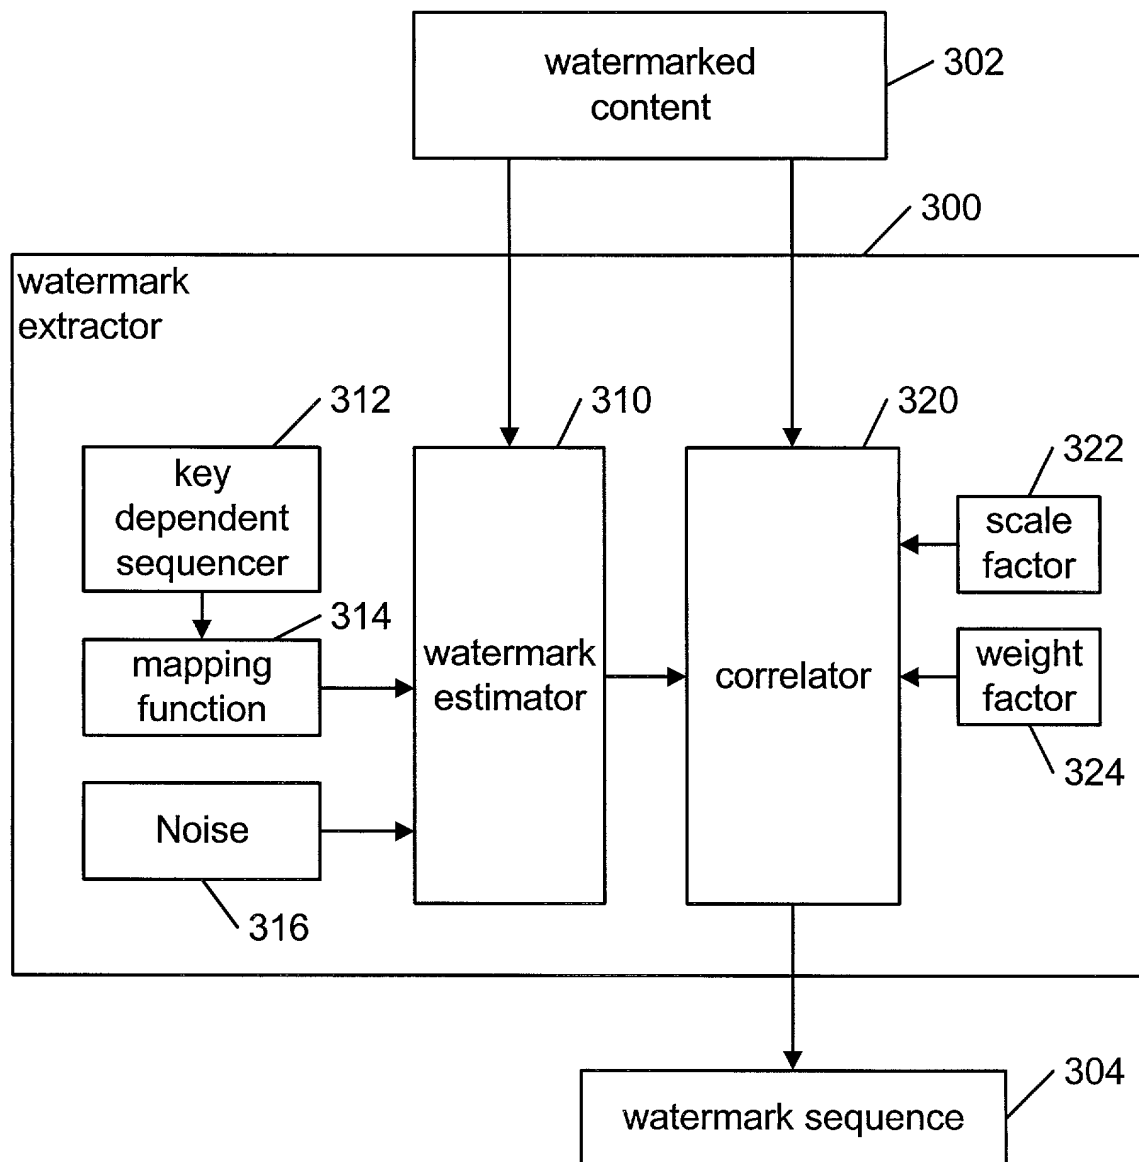 watermarked
content
302
300
watermark
extractor
312
310
320
322
key
dependent
sequencer
scale
factor
314
mapping
function
watermark
estimator
correlator
weight
factor
324
Noise
316
304
watermark sequence